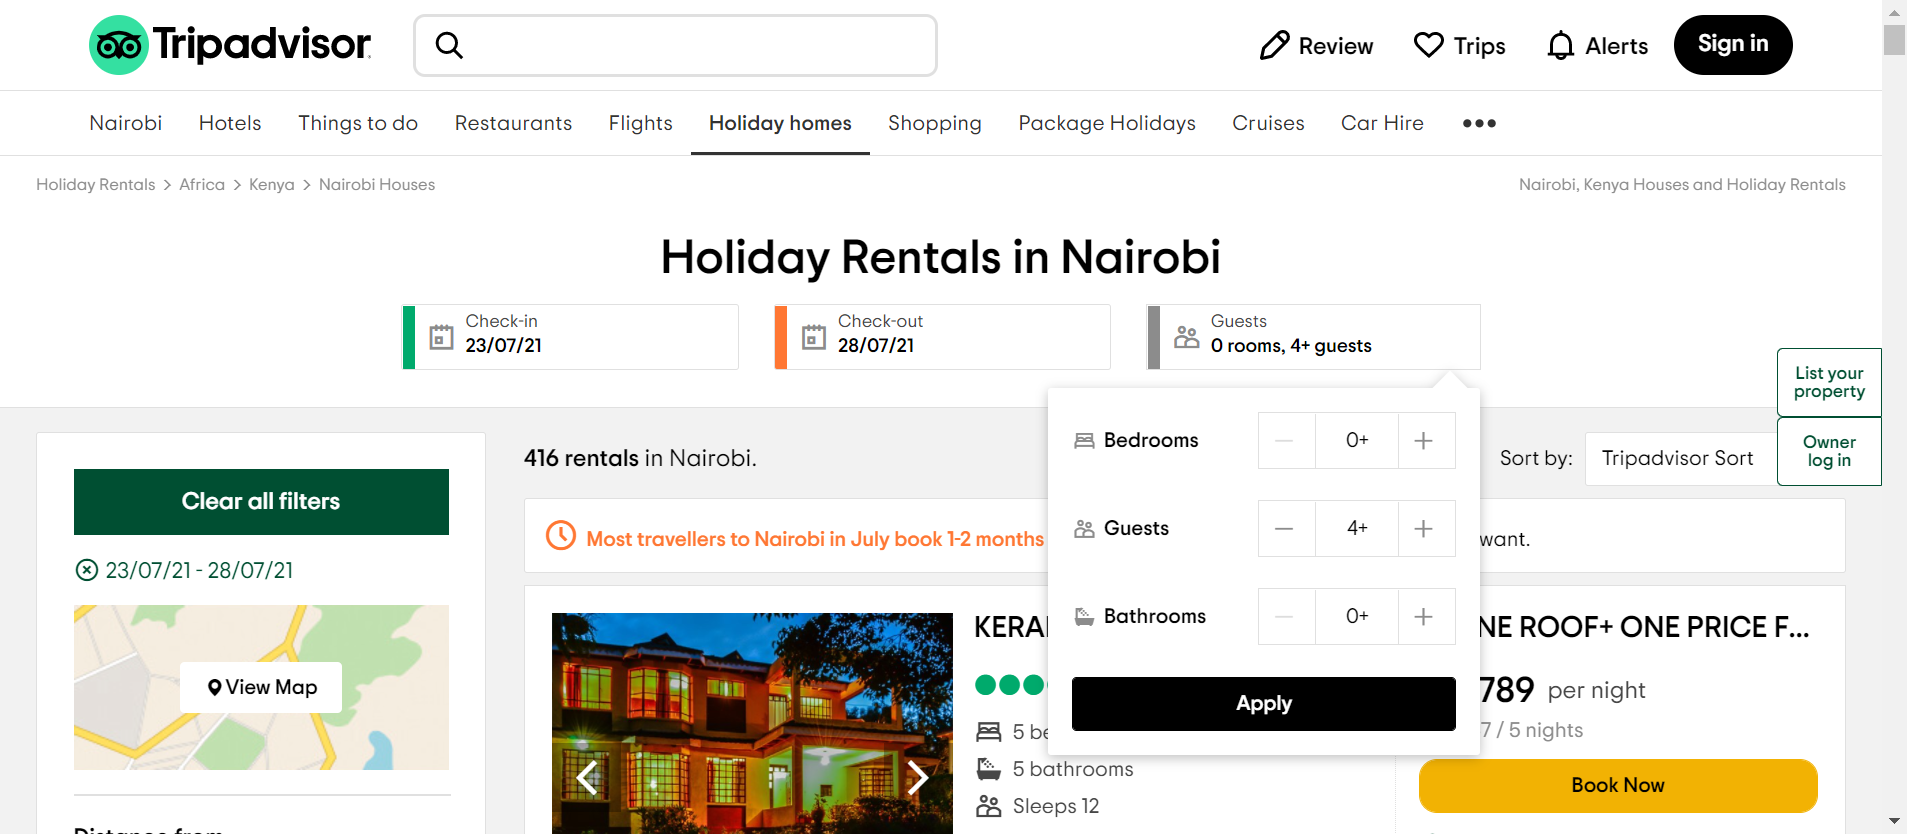 Tripadvisor
Review
Trips
Alerts
Sign in
Nairobi
Hotels
Things to do
Restaurants
Flights
Holiday homes
Shopping
Package Holidays
Cruises
Car Hire
Holiday Rentals > Africa > Kenya > Nairobi Houses
Nairobi, Kenya Houses and Holiday Rentals
Holiday Rentals in Nairobi
Check-in
23/07/21
Check-out
28/07/21
Guests
0 rooms, 4+ guests
List your
property
Owner
log in
Clear all filters
23/07/21 - 28/07/21
View Map
416 rentals in Nairobi.
Sort by:
Tripadvisor Sort
Most travellers to Nairobi in July book 1-2 months
want.
Bedrooms
0+
Guests
4+
Bathrooms
0+
Apply
ROOF+ ONE PRICE F...
789 per night
7 / 5 nights
Book Now
5
5 bathrooms
Sleeps 12